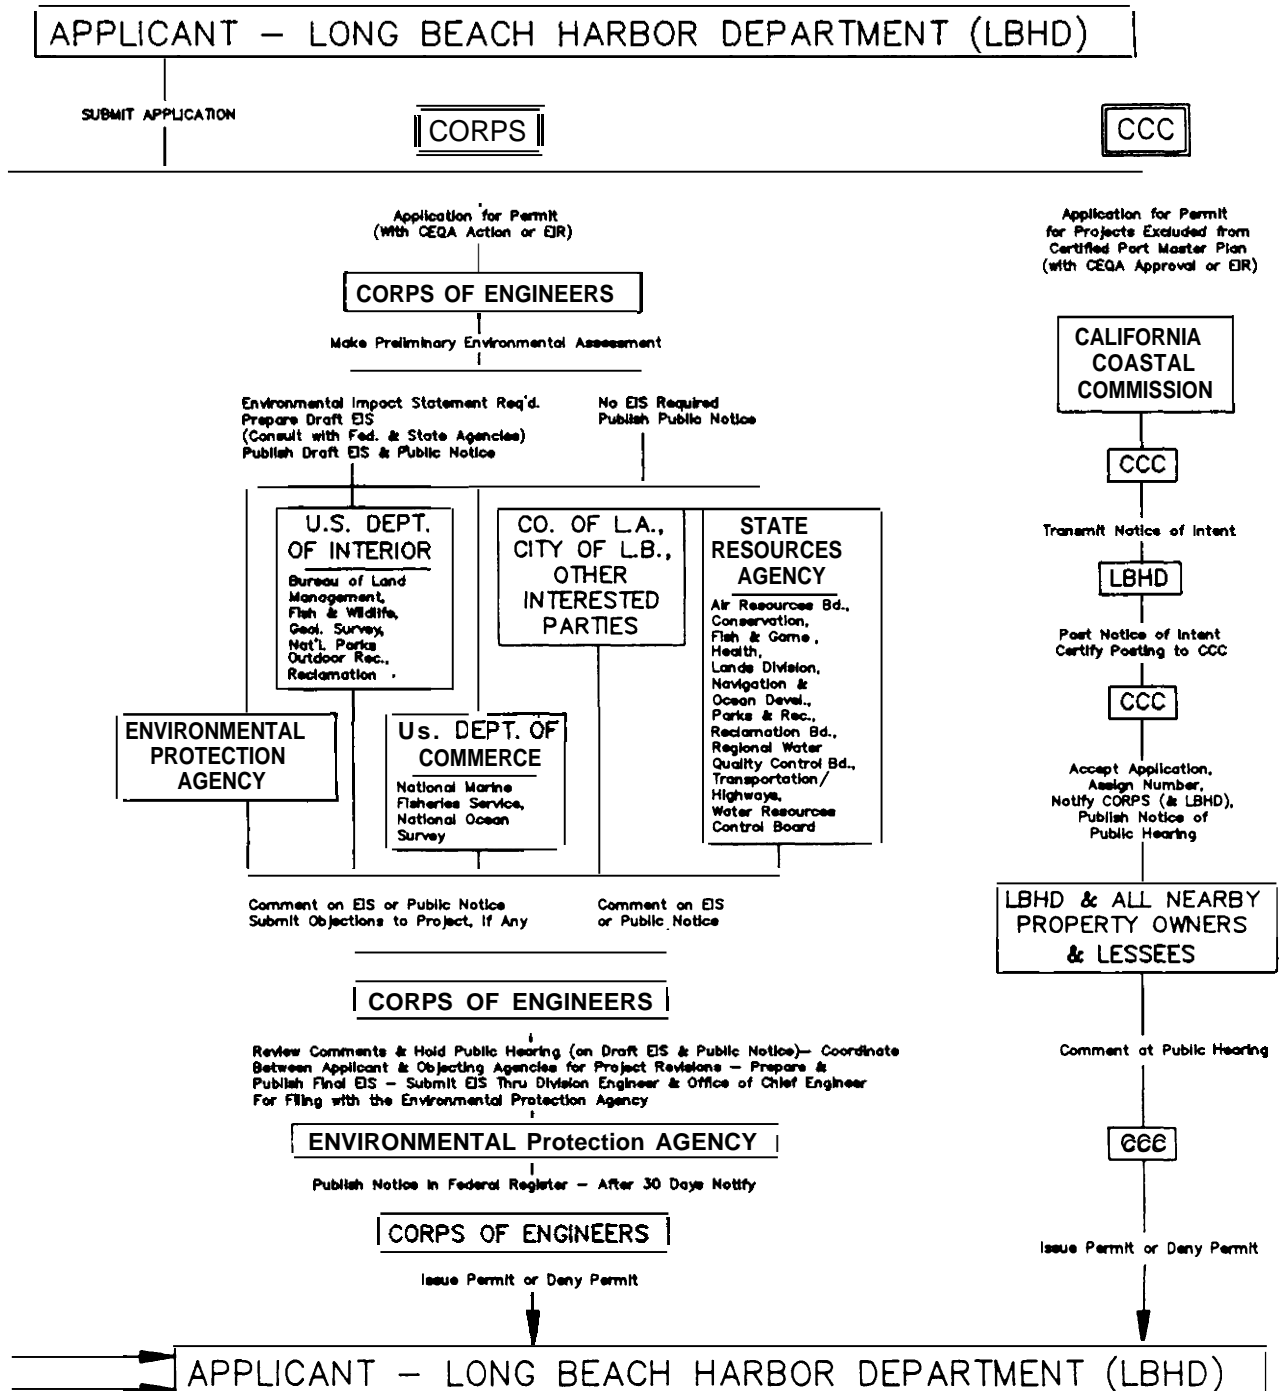 APPLICANT – LONG BEACH HARBOR DEPARTMENT (LBHD)
SUBMIT APPLICATION
CORPS
CCC
Application for Permit
(With CEQA Action or EIR)
CORPS OF ENGINEERS
Make Preliminary Environmental Assessment
Environmental Impact Statement Req'd.
Prepare Draft EIS
(Consult with Fed. & State Agencies)
Publish Draft EIS & Public Notice
No EIS Required
Publish Public Notice
U.S. DEPT.
OF INTERIOR
Bureau of Land
Management,
Fish & Wildlife,
Geol. Survey,
Nat'l. Parks
Outdoor Rec.,
Reclamation
CO. OF L.A.,
CITY OF L.B.,
OTHER
INTERESTED
PARTIES
STATE
RESOURCES
AGENCY
Air Resources Bd.,
Conservation,
Fish & Game,
Health,
Lands Division,
Navigation &
Ocean Devel.,
Parks & Rec.,
Reclamation Bd.,
Regional Water
Quality Control Bd.,
Transportation/
Highways,
Water Resources
Control Board
ENVIRONMENTAL
PROTECTION
AGENCY
Us. DEPT. OF
COMMERCE
National Marine
Fisheries Service,
National Ocean
Survey
Comment on EIS or Public Notice
Submit Objections to Project, If Any
Comment on EIS
or Public Notice
CORPS OF ENGINEERS
Review Comments & Hold Public Hearing (on Draft EIS & Public Notice)– Coordinate
Between Applicant & Objecting Agencies for Project Revisions – Prepare &
Publish Final EIS – Submit EIS Thru Division Engineer & Office of Chief Engineer
For Filing with the Environmental Protection Agency
ENVIRONMENTAL Protection AGENCY
Publish Notice in Federal Register – After 30 Days Notify
CORPS OF ENGINEERS
Issue Permit or Deny Permit
Application for Permit
for Projects Excluded from
Certified Port Master Plan
(with CEQA Approval or EIR)
CALIFORNIA
COASTAL
COMMISSION
CCC
Transmit Notice of Intent
LBHD
Post Notice of Intent
Certify Posting to CCC
CCC
Accept Application,
Assign Number,
Notify CORPS (& LBHD),
Publish Notice of
Public Hearing
LBHD & ALL NEARBY
PROPERTY OWNERS
& LESSEES
Comment at Public Hearing
CCC
Issue Permit or Deny Permit
APPLICANT – LONG BEACH HARBOR DEPARTMENT (LBHD)